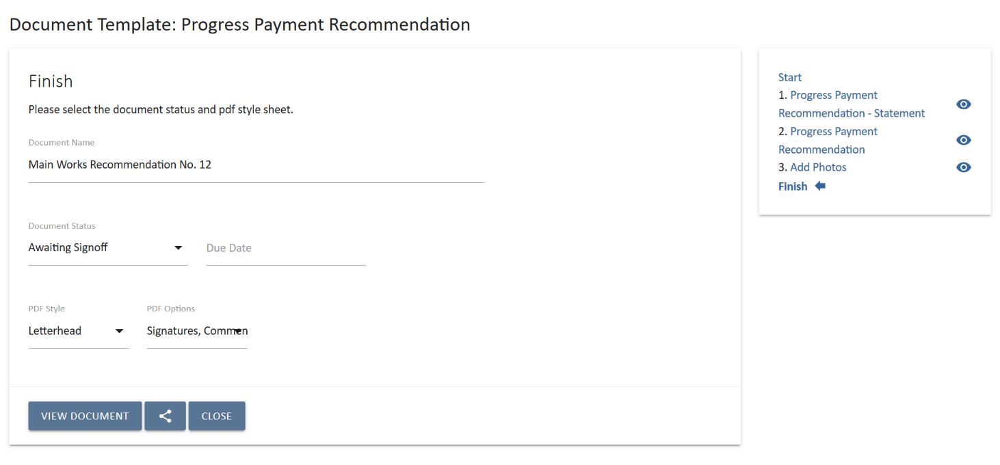 Document Template: Progress Payment Recommendation
Finish
Please select the document status and pdf style sheet.
Document Name
Main Works Recommendation No. 12
Document Status
Awaiting Signoff
Due Date
PDF Style
PDF Options
Letterhead
Signatures, Commen
VIEW DOCUMENT
CLOSE
Start
1. Progress Payment
Recommendation - Statement
2. Progress Payment
Recommendation
3. Add Photos
Finish